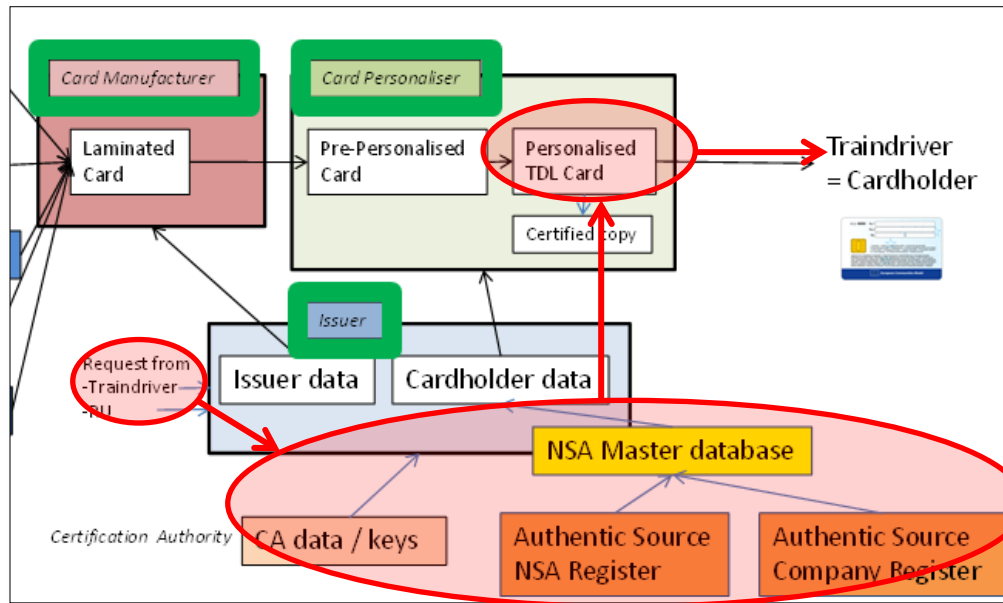 Card Manufacturer
Card Personaliser
Laminated
Card
Pre-Personalised
Card
Personalised
TDL Card
Traindriver
= Cardholder
Certified copy
Issuer
Request from
-Traindriver
-RU
Issuer data
Cardholder data
NSA Master database
Certification Authority
CA data / keys
Authentic Source
NSA Register
Authentic Source
Company Register